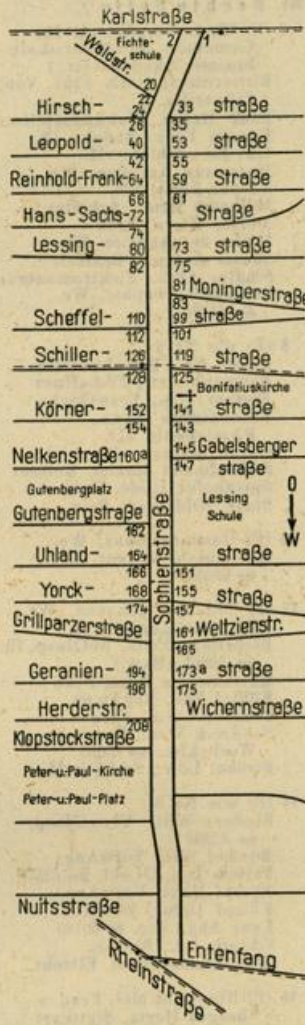 Karlstraße
Fichte-
schule
2
1
Waldstr.
20
22
24
Hirsch-
33
straße
26
35
Leopold-
40
53
straße
42
55
Reinhold-Frank-
64
59
Straße
66
61
Hans-Sachs-
72
Straße
74
Lessing-
80
73
straße
82
75
81
Moningerstraße
83
Scheffel-
110
99
straße
112
101
Schiller-
126
119
straße
128
125
Bonifatiuskirche
Körner-
152
141
straße
154
143
145
Gabelsberger
Nelkenstraße
160a
147
straße
Gutenbergplatz
Lessing
Schule
O
W
Gutenbergstraße
162
Sophienstraße
Uhland-
164
straße
166
151
Yorck-
168
155
straße
174
157
Grillparzerstraße
161
Weltzienstr.
165
Geranien-
194
173a
straße
196
175
Herderstr.
Wichernstraße
208
Klopstockstraße
Peter-u.-Paul-Kirche
Peter-u.-Paul-Platz
Nuitsstraße
Rheinstraße
Entenfang